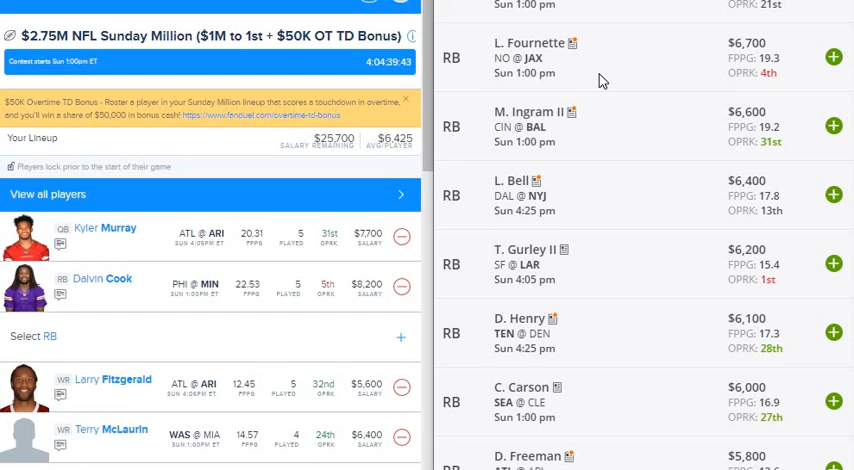 $2.75M NFL Sunday Million ($1M to 1st + $50K OT TD Bonus)
Contest starts Sun 1:00pm ET
4:04:39:43
$50K Overtime TD Bonus - Roster a player in your Sunday Million lineup that scores a touchdown in overtime,
and you'll win a share of $50,000 in bonus cash! https://www.fanduel.com/overtime-td-bonus
Your Lineup
$25,700
SALARY REMAINING
$6,425
AVG/PLAYER
Players lock prior to the start of their game
View all players
QB Kyler Murray
ATL @ ARI 20.31 5 31st $7,700
SUN 4:05PM ET FPPG PLAYED OPRK SALARY
RB Dalvin Cook
PHI @ MIN 22.53 5 5th $8,200
SUN 1:00PM ET FPPG PLAYED OPRK SALARY
Select RB
WR Larry Fitzgerald
ATL @ ARI 12.45 5 32nd $5,600
SUN 4:05PM ET FPPG PLAYED OPRK SALARY
WR Terry McLaurin
WAS @ MIA 14.57 4 24th $6,400
SUN 1:00PM ET FPPG PLAYED OPRK SALARY
Sun 1:00 pm
OPRK: 21st
RB
L. Fournette
NO @ JAX
Sun 1:00 pm
$6,700
FPPG: 19.3
OPRK: 4th
RB
M. Ingram II
CIN @ BAL
Sun 1:00 pm
$6,600
FPPG: 19.2
OPRK: 31st
RB
L. Bell
DAL @ NYJ
Sun 4:25 pm
$6,400
FPPG: 17.8
OPRK: 13th
RB
T. Gurley II
SF @ LAR
Sun 4:05 pm
$6,200
FPPG: 15.4
OPRK: 1st
RB
D. Henry
TEN @ DEN
Sun 4:25 pm
$6,100
FPPG: 17.3
OPRK: 28th
RB
C. Carson
SEA @ CLE
Sun 1:00 pm
$6,000
FPPG: 16.9
OPRK: 27th
RB
D. Freeman
$5,800